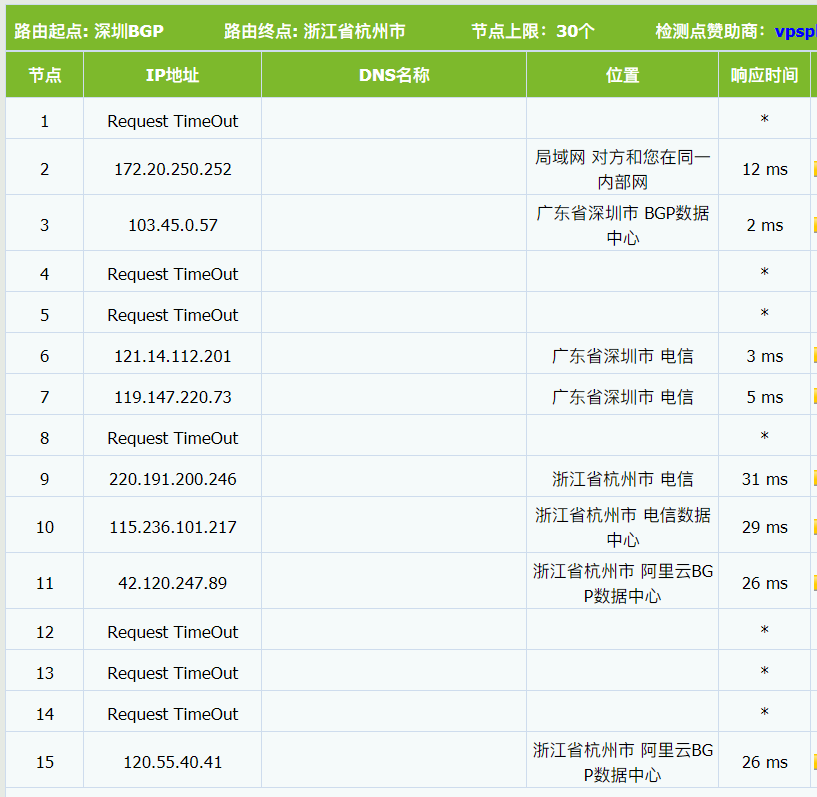 路由起点: 深圳BGP 路由终点: 浙江省杭州市 节点上限：30个 检测点赞助商：vpspl
节点 IP地址 DNS名称 位置 响应时间
1 Request TimeOut *
2 172.20.250.252 局域网 对方和您在同一 12 ms
内部网
3 103.45.0.57 广东省深圳市 BGP数据 2 ms
中心
4 Request TimeOut *
5 Request TimeOut *
6 121.14.112.201 广东省深圳市 电信 3 ms
7 119.147.220.73 广东省深圳市 电信 5 ms
8 Request TimeOut *
9 220.191.200.246 浙江省杭州市 电信 31 ms
10 115.236.101.217 浙江省杭州市 电信数据 29 ms
中心
11 42.120.247.89 浙江省杭州市 阿里云BG 26 ms
P数据中心
12 Request TimeOut *
13 Request TimeOut *
14 Request TimeOut *
15 120.55.40.41 浙江省杭州市 阿里云BG 26 ms
P数据中心